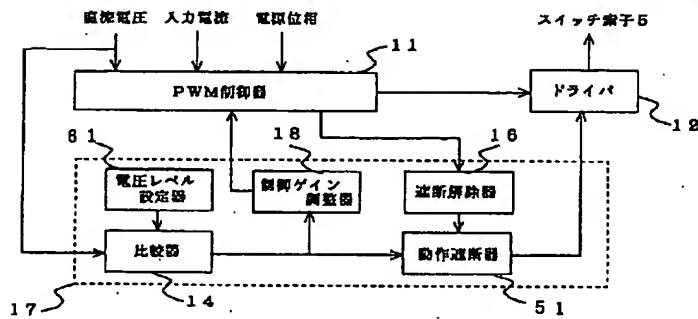 直流電圧 入力電流 電源位相 スイッチ素子5
11
PWM制御器 ドライバ
12
61 18 16
電圧レベル
設定器
制御ゲイン
調整器
遮断解除器
比較器 動作遮断器
17 14 51